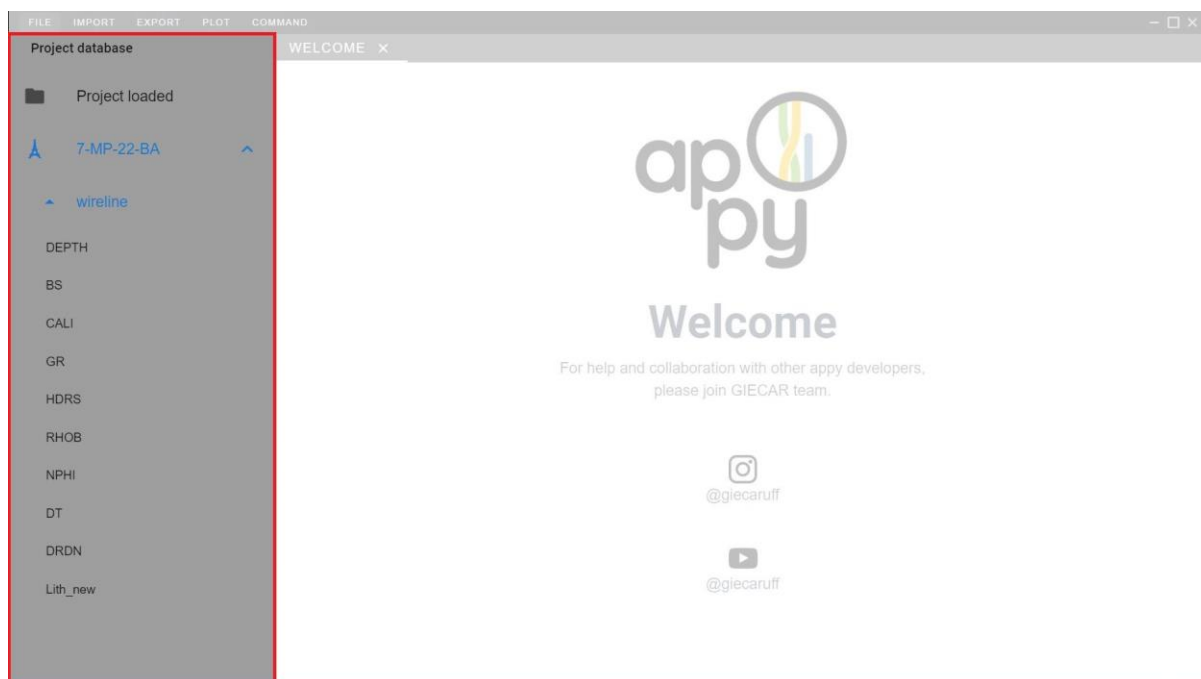 FILE IMPORT EXPORT PLOT COMMAND
Project database
WELCOME
Project loaded
7-MP-22-BA
wireline
DEPTH
BS
CALI
GR
HDRS
RHOB
NPHI
DT
DRDN
Lith_new
ap
py
Welcome
For help and collaboration with other appy developers,
please join GIECAR team.
@giecaruff
@giecaruff